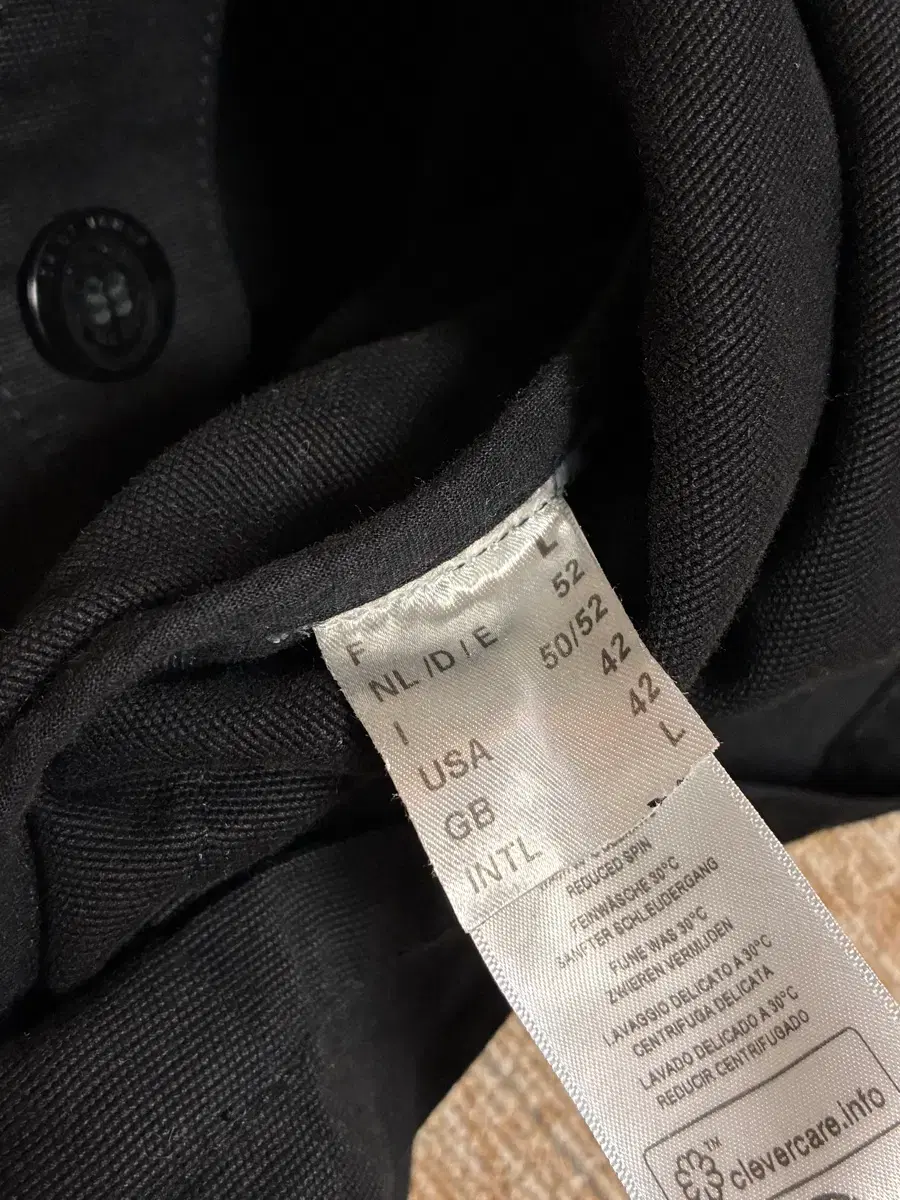 F L
NL/D/E 52
I 50/52
USA 42
GB 42
INTL L
REDUCED SPIN
FEINWÄSCHE 30°C
SANFTER SCHLEUDERGANG
FIJNE WAS 30°C
ZWIEREN VERMIJDEN
LAVAGGIO DELICATO A 30°C
CENTRIFUGA DELICATA
LAVADO DELICADO A 30°C
REDUCIR CENTRIFUGADO
™ clevercare.info